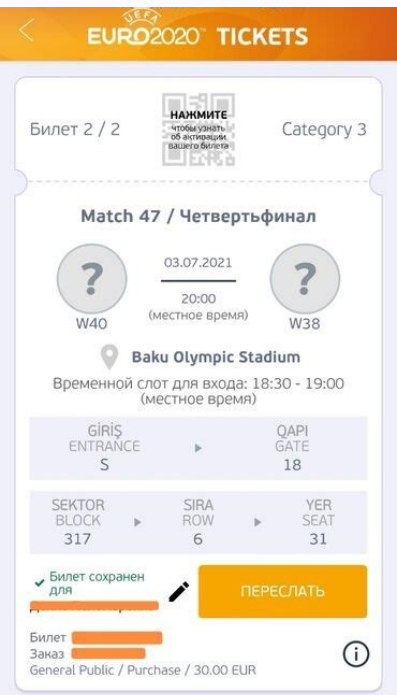 UEFA
EURO2020™ TICKETS
Билет 2 / 2
НАЖМИТЕ
чтобы узнать
об активации
вашего билета
Category 3
Match 47 / Четвертьфинал
?
03.07.2021
?
20:00
(местное время)
W40
W38
Baku Olympic Stadium
Временной слот для входа: 18:30 - 19:00
(местное время)
GİRİŞ
ENTRANCE
S
QAPI
GATE
18
SEKTOR
BLOCK
317
SIRA
ROW
6
YER
SEAT
31
Билет сохранен
для
ПЕРЕСЛАТЬ
Билет
Заказ
General Public / Purchase / 30.00 EUR